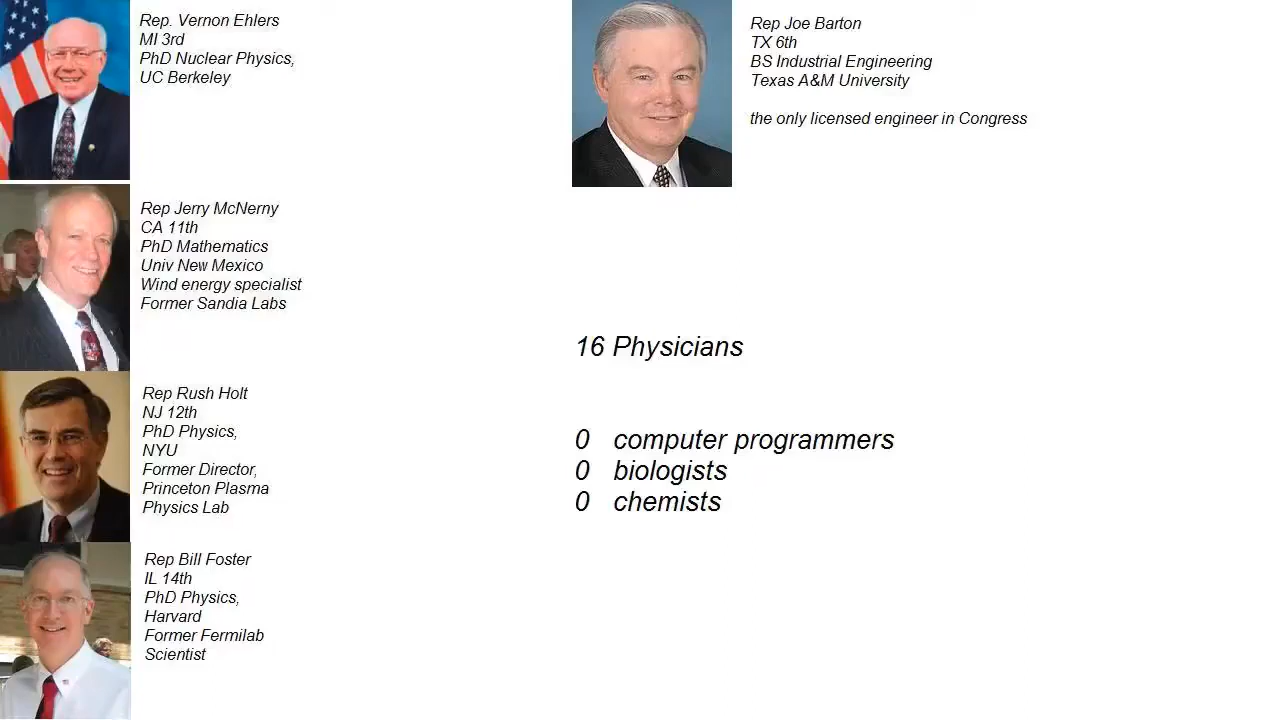 Rep. Vernon Ehlers
MI 3rd
PhD Nuclear Physics,
UC Berkeley
Rep Jerry McNerny
CA 11th
PhD Mathematics
Univ New Mexico
Wind energy specialist
Former Sandia Labs
Rep Rush Holt
NJ 12th
PhD Physics,
NYU
Former Director,
Princeton Plasma
Physics Lab
Rep Bill Foster
IL 14th
PhD Physics,
Harvard
Former Fermilab
Scientist
Rep Joe Barton
TX 6th
BS Industrial Engineering
Texas A&M University
the only licensed engineer in Congress
16 Physicians
0 computer programmers
0 biologists
0 chemists